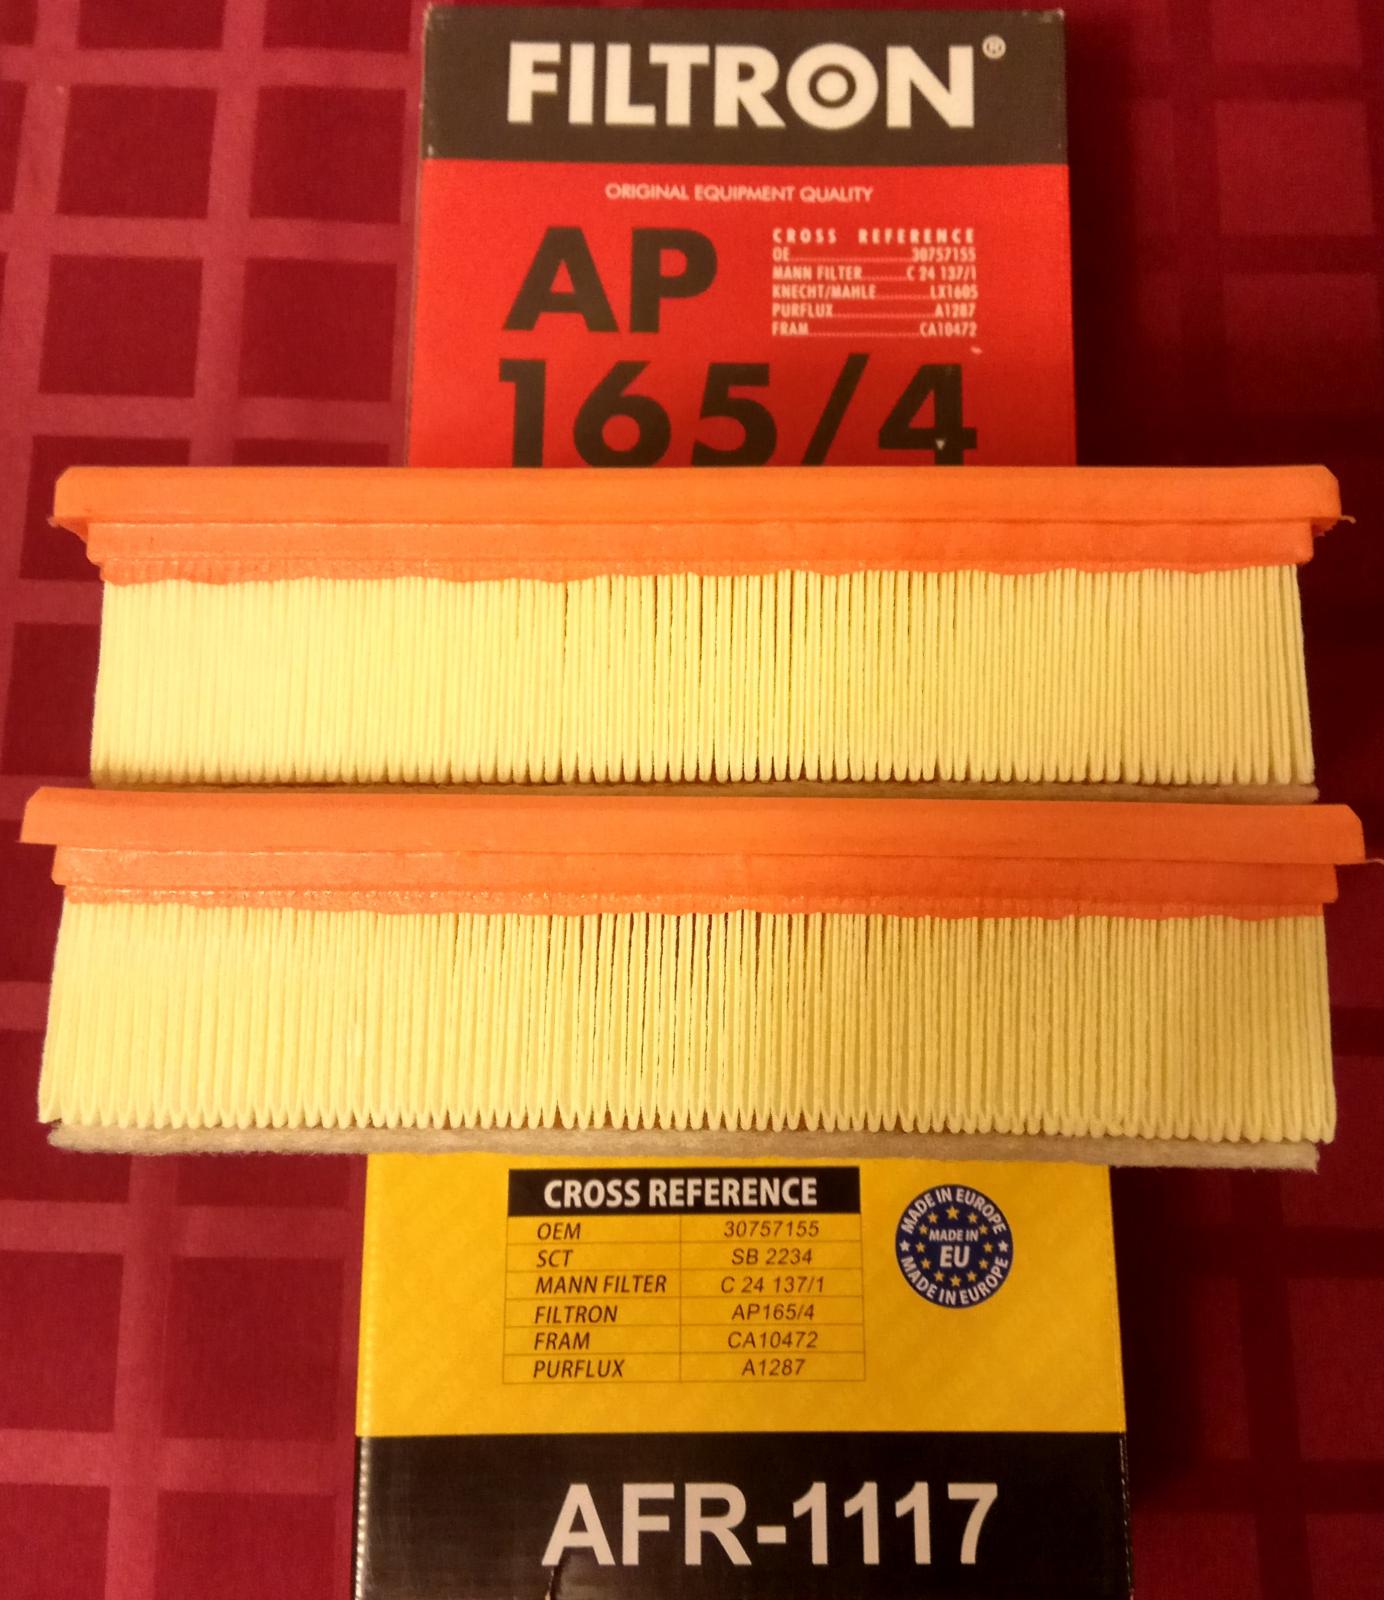 FILTRON®
ORIGINAL EQUIPMENT QUALITY
AP
165/4
CROSS REFERENCE
OE 30757155
MANN FILTER C 24 137/1
KNECHT/MAHLE LX1605
PURFLUX A1287
FRAM CA10472
CROSS REFERENCE
OEM 30757155
SCT SB 2234
MANN FILTER C 24 137/1
FILTRON AP165/4
FRAM CA10472
PURFLUX A1287
MADE IN EUROPE
MADE IN
EU
MADE IN EUROPE
AFR-1117